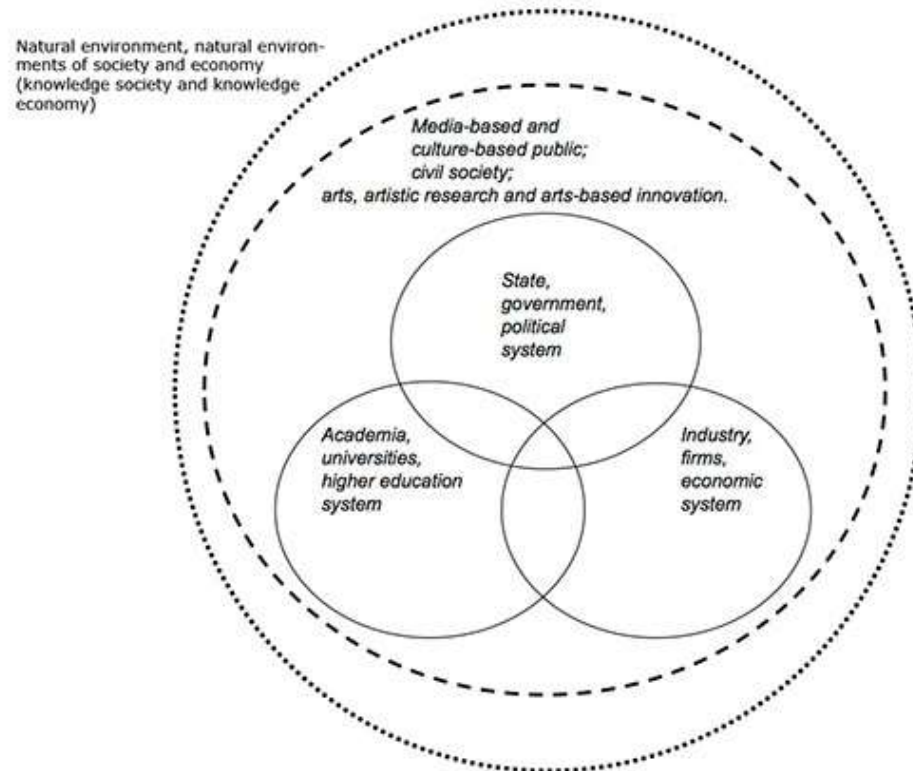 Natural environment, natural environ-
ments of society and economy
(knowledge society and knowledge
economy)
Media-based and
culture-based public;
civil society;
arts, artistic research and arts-based innovation.
State,
government,
political
system
Academia,
universities,
higher education
system
Industry,
firms,
economic
system